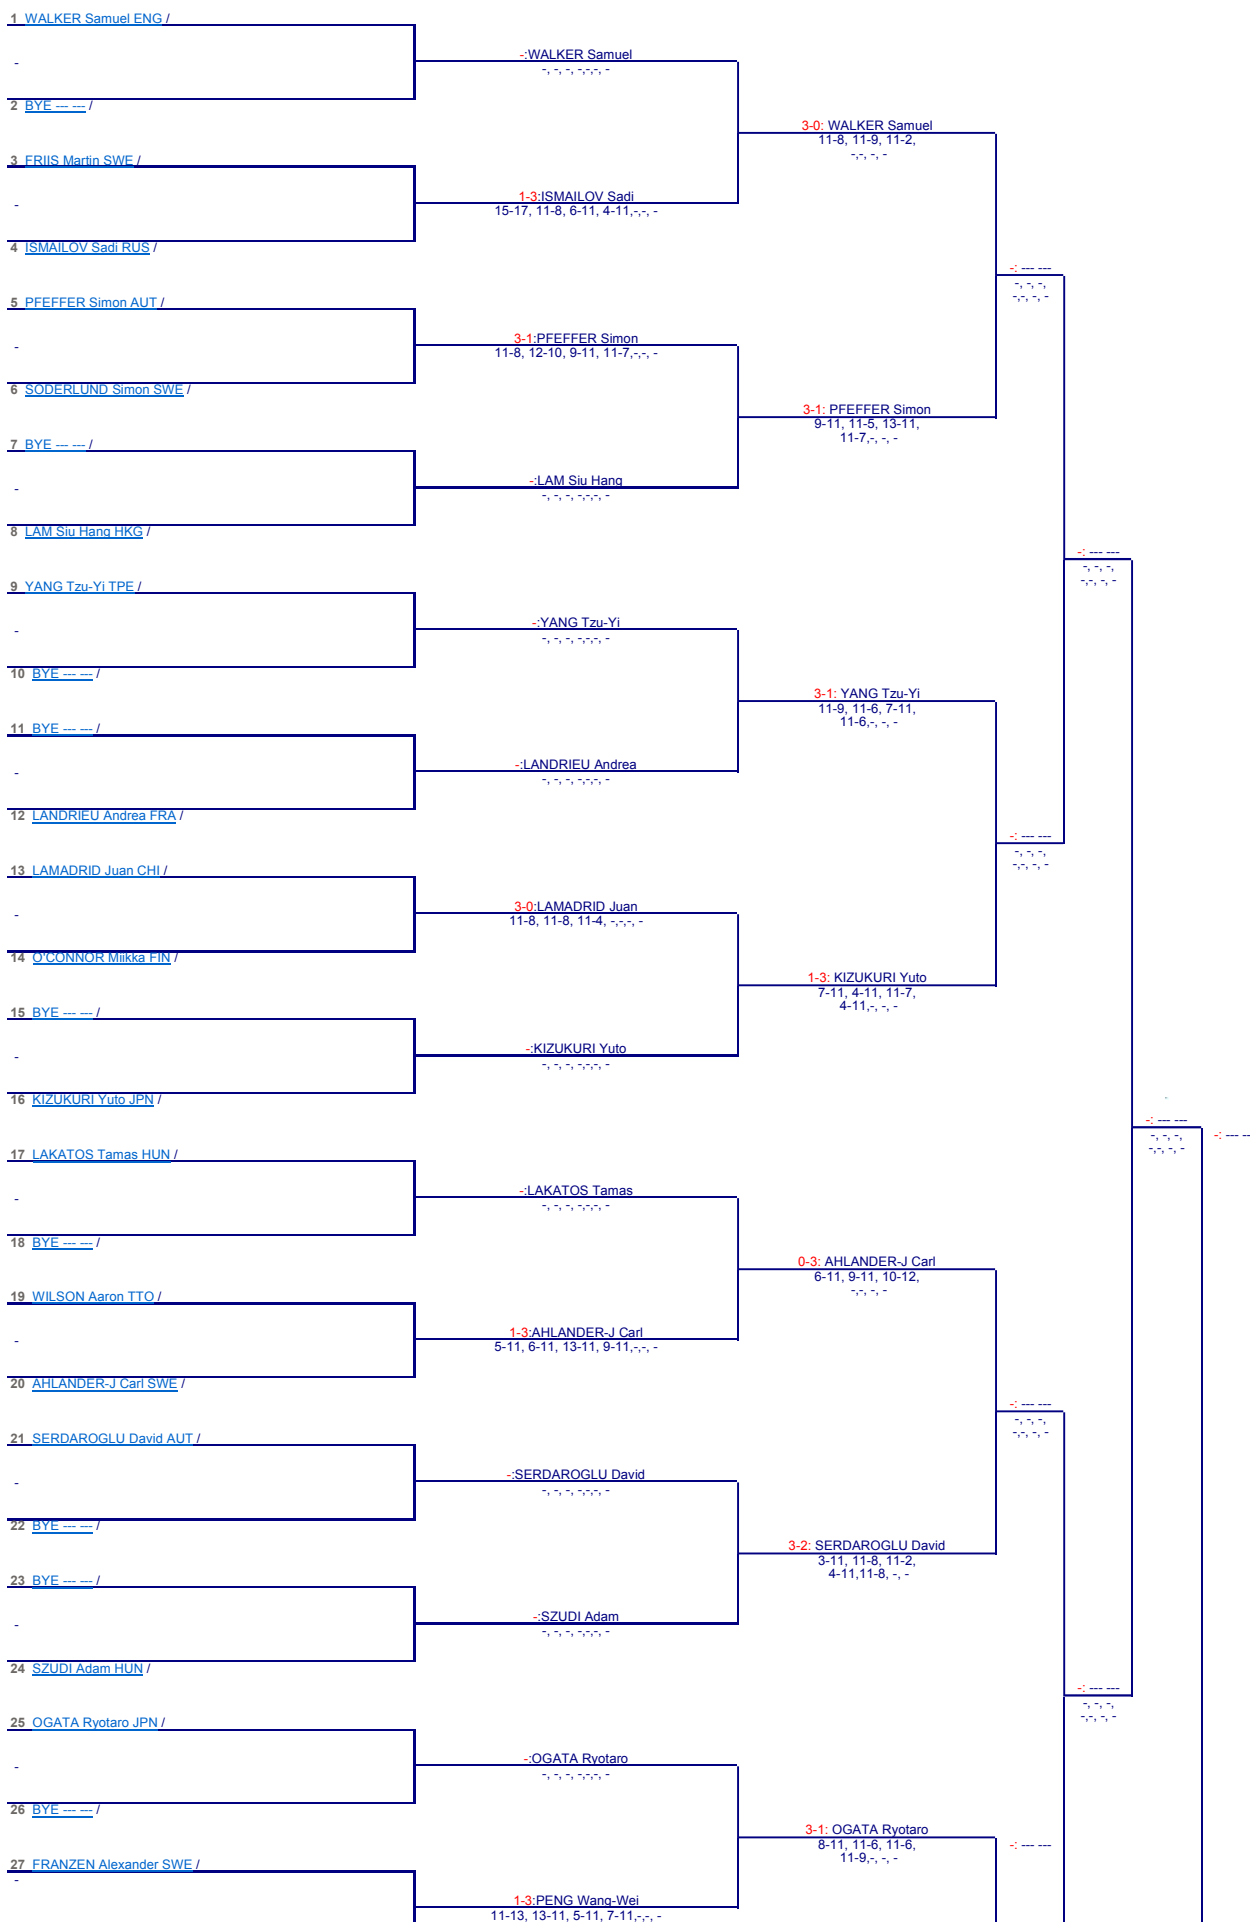 1 WALKER Samuel ENG /
-
-:WALKER Samuel
-, -, -, -,-,-, -
2 BYE --- --- /
3-0: WALKER Samuel
11-8, 11-9, 11-2,
-,-, -, -
3 FRIIS Martin SWE /
-
1-3:ISMAILOV Sadi
15-17, 11-8, 6-11, 4-11,-,-, -
4 ISMAILOV Sadi RUS /
-: --- ---
-, -, -,
-,-, -, -
5 PFEFFER Simon AUT /
-
3-1:PFEFFER Simon
11-8, 12-10, 9-11, 11-7,-,-, -
6 SODERLUND Simon SWE /
3-1: PFEFFER Simon
9-11, 11-5, 13-11,
11-7,-, -, -
7 BYE --- --- /
-
-:LAM Siu Hang
-, -, -, -,-,-, -
8 LAM Siu Hang HKG /
-: --- ---
-, -, -,
-,-, -, -
9 YANG Tzu-Yi TPE /
-
-:YANG Tzu-Yi
-, -, -, -,-,-, -
10 BYE --- --- /
3-1: YANG Tzu-Yi
11-9, 11-6, 7-11,
11-6,-, -, -
11 BYE --- --- /
-
-:LANDRIEU Andrea
-, -, -, -,-,-, -
12 LANDRIEU Andrea FRA /
-: --- ---
-, -, -,
-,-, -, -
13 LAMADRID Juan CHI /
-
3-0:LAMADRID Juan
11-8, 11-8, 11-4, -,-,-, -
14 O'CONNOR Miikka FIN /
1-3: KIZUKURI Yuto
7-11, 4-11, 11-7,
4-11,-, -, -
15 BYE --- --- /
-
-:KIZUKURI Yuto
-, -, -, -,-,-, -
16 KIZUKURI Yuto JPN /
-: --- ---
-, -, -,
-,-, -, -
-: --- --
17 LAKATOS Tamas HUN /
-
-:LAKATOS Tamas
-, -, -, -,-,-, -
18 BYE --- --- /
0-3: AHLANDER-J Carl
6-11, 9-11, 10-12,
-,-, -, -
19 WILSON Aaron TTO /
-
1-3:AHLANDER-J Carl
5-11, 6-11, 13-11, 9-11,-,-, -
20 AHLANDER-J Carl SWE /
-: --- ---
-, -, -,
-,-, -, -
21 SERDAROGLU David AUT /
-
-:SERDAROGLU David
-, -, -, -,-,-, -
22 BYE --- --- /
3-2: SERDAROGLU David
3-11, 11-8, 11-2,
4-11,11-8, -, -
23 BYE --- --- /
-
-:SZUDI Adam
-, -, -, -,-,-, -
24 SZUDI Adam HUN /
-: --- ---
-, -, -,
-,-, -, -
25 OGATA Ryotaro JPN /
-
-:OGATA Ryotaro
-, -, -, -,-,-, -
26 BYE --- --- /
3-1: OGATA Ryotaro
8-11, 11-6, 11-6,
11-9,-, -, -
-: --- ---
27 FRANZEN Alexander SWE /
-
1-3:PENG Wang-Wei
11-13, 13-11, 5-11, 7-11,-,-, -